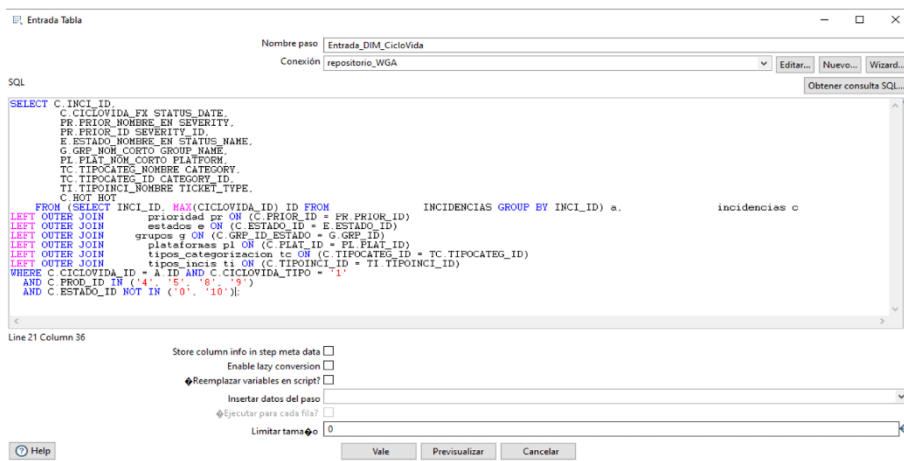 Entrada Tabla
Nombre paso Entrada_DIM_CicloVida
Conexión repositorio_WGA Editar... Nuevo... Wizard...
SQL Obtener consulta SQL...
SELECT C.INCI_ID,
C.CICLOVIDA_FX STATUS_DATE,
PR.PRIOR_NOMBRE_EN SEVERITY,
PR.PRIOR_ID SEVERITY_ID,
E.ESTADO_NOMBRE_EN STATUS_NAME,
G.GRP_NOM_CORTO GROUP_NAME,
PL.PLAT_NOM_CORTO PLATFORM,
TC.TIPOCATEG_NOMBRE CATEGORY,
TC.TIPOCATEG_ID CATEGORY_ID,
TI.TIPOINCI_NOMBRE TICKET_TYPE,
C.HOT HOT
FROM (SELECT INCI_ID, MAX(CICLOVIDA_ID) ID FROM INCIDENCIAS GROUP BY INCI_ID) a, incidencias c
LEFT OUTER JOIN prioridad pr ON (C.PRIOR_ID = PR.PRIOR_ID)
LEFT OUTER JOIN estados e ON (C.ESTADO_ID = E.ESTADO_ID)
LEFT OUTER JOIN grupos g ON (C.GRP_ID_ESTADO = G.GRP_ID)
LEFT OUTER JOIN plataformas pl ON (C.PLAT_ID = PL.PLAT_ID)
LEFT OUTER JOIN tipos_categorizacion tc ON (C.TIPOCATEG_ID = TC.TIPOCATEG_ID)
LEFT OUTER JOIN tipos_incis ti ON (C.TIPOINCI_ID = TI.TIPOINCI_ID)
WHERE C.CICLOVIDA_ID = A.ID AND C.CICLOVIDA_TIPO = '1'
AND C.PROD_ID IN ('4', '5', '8', '9')
AND C.ESTADO_ID NOT IN ('0', '10');
Line 21 Column 36
Store column info in step meta data
Enable lazy conversion
�Reemplazar variables en script?
Insertar datos del paso
�Ejecutar para cada fila?
Limitar tama�o 0
Help Vale Previsualizar Cancelar